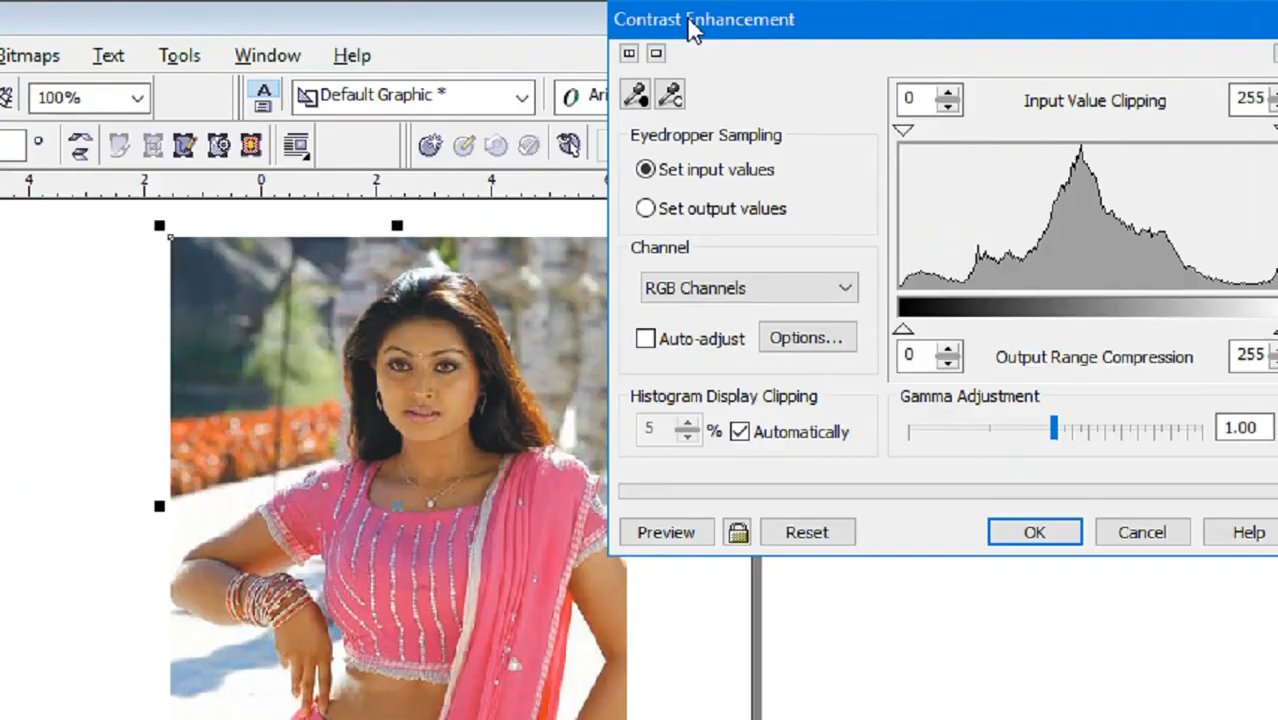 Contrast Enhancement
Bitmaps Text Tools Window Help
100%
A
Default Graphic *
O
4 2 0 2 4
0
Input Value Clipping
255
Eyedropper Sampling
Set input values
Set output values
Channel
RGB Channels
Auto-adjust
Options...
0
Output Range Compression
255
Histogram Display Clipping
5
%
Automatically
Gamma Adjustment
1.00
Preview
Reset
OK
Cancel
Help